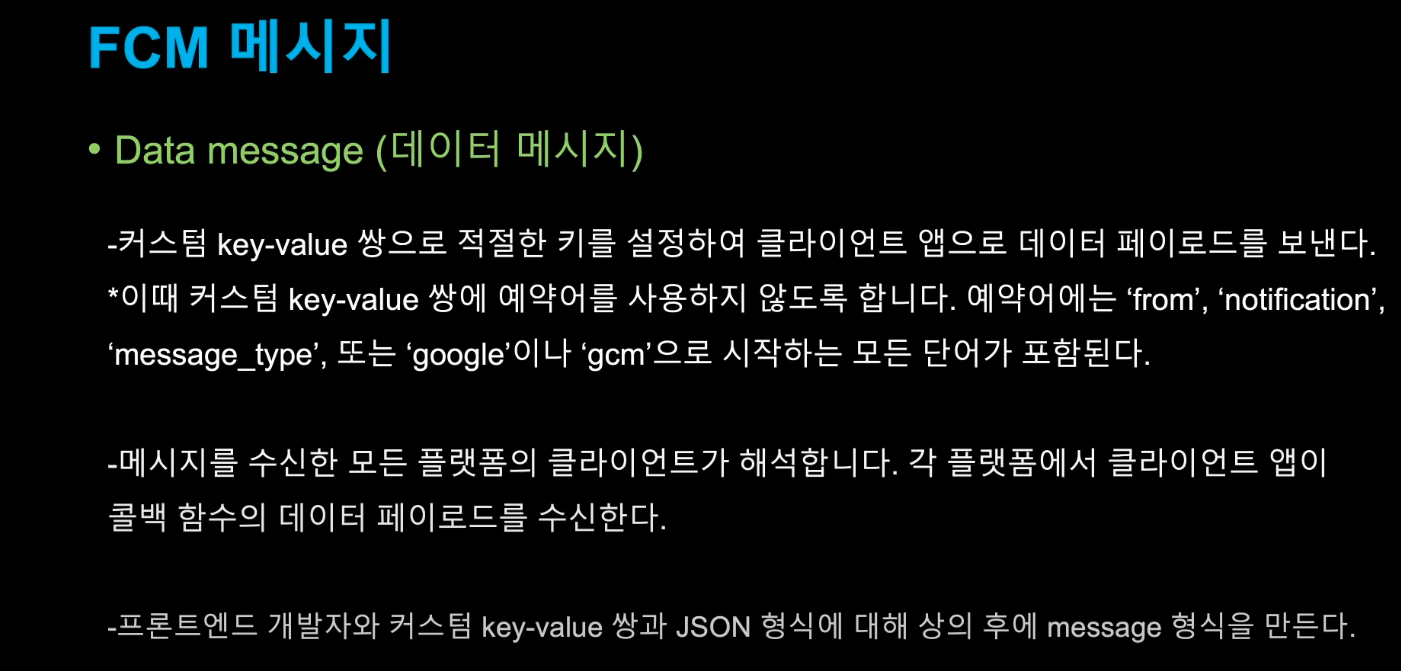 FCM 메시지
• Data message (데이터 메시지)
-커스텀 key-value 쌍으로 적절한 키를 설정하여 클라이언트 앱으로 데이터 페이로드를 보낸다.
*이때 커스텀 key-value 쌍에 예약어를 사용하지 않도록 합니다. 예약어에는 ‘from’, ‘notification’,
‘message_type’, 또는 ‘google’이나 ‘gcm’으로 시작하는 모든 단어가 포함된다.
-메시지를 수신한 모든 플랫폼의 클라이언트가 해석합니다. 각 플랫폼에서 클라이언트 앱이
콜백 함수의 데이터 페이로드를 수신한다.
-프론트엔드 개발자와 커스텀 key-value 쌍과 JSON 형식에 대해 상의 후에 message 형식을 만든다.